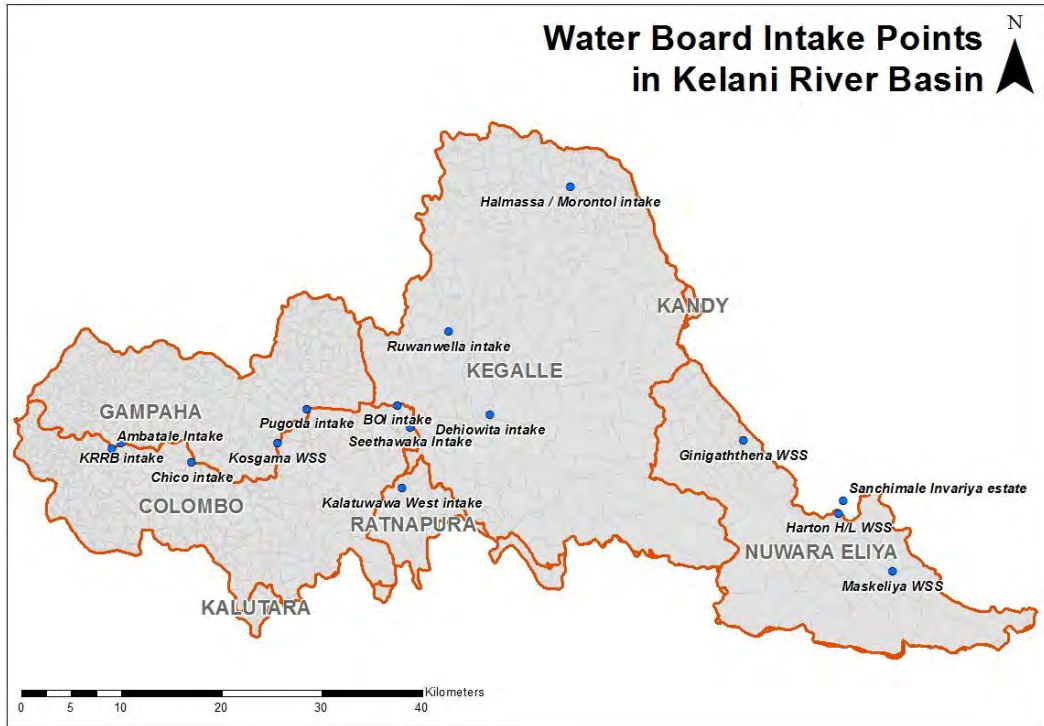 Water Board Intake Points
in Kelani River Basin
N
Halmassa / Morontol intake
KANDY
Ruwanwella intake
KEGALLE
GAMPAHA
Pugoda intake
BOI intake
Dehiowita intake
Ambatale Intake
Seethawaka Intake
KRRB intake
Kosgama WSS
Ginigaththena WSS
Chico intake
Sanchimale Invariya estate
Kalatuwawa West intake
COLOMBO
Harton H/L WSS
RATNAPURA
NUWARA ELIYA
Maskeliya WSS
KALUTARA
Kilometers
0 5 10 20 30 40